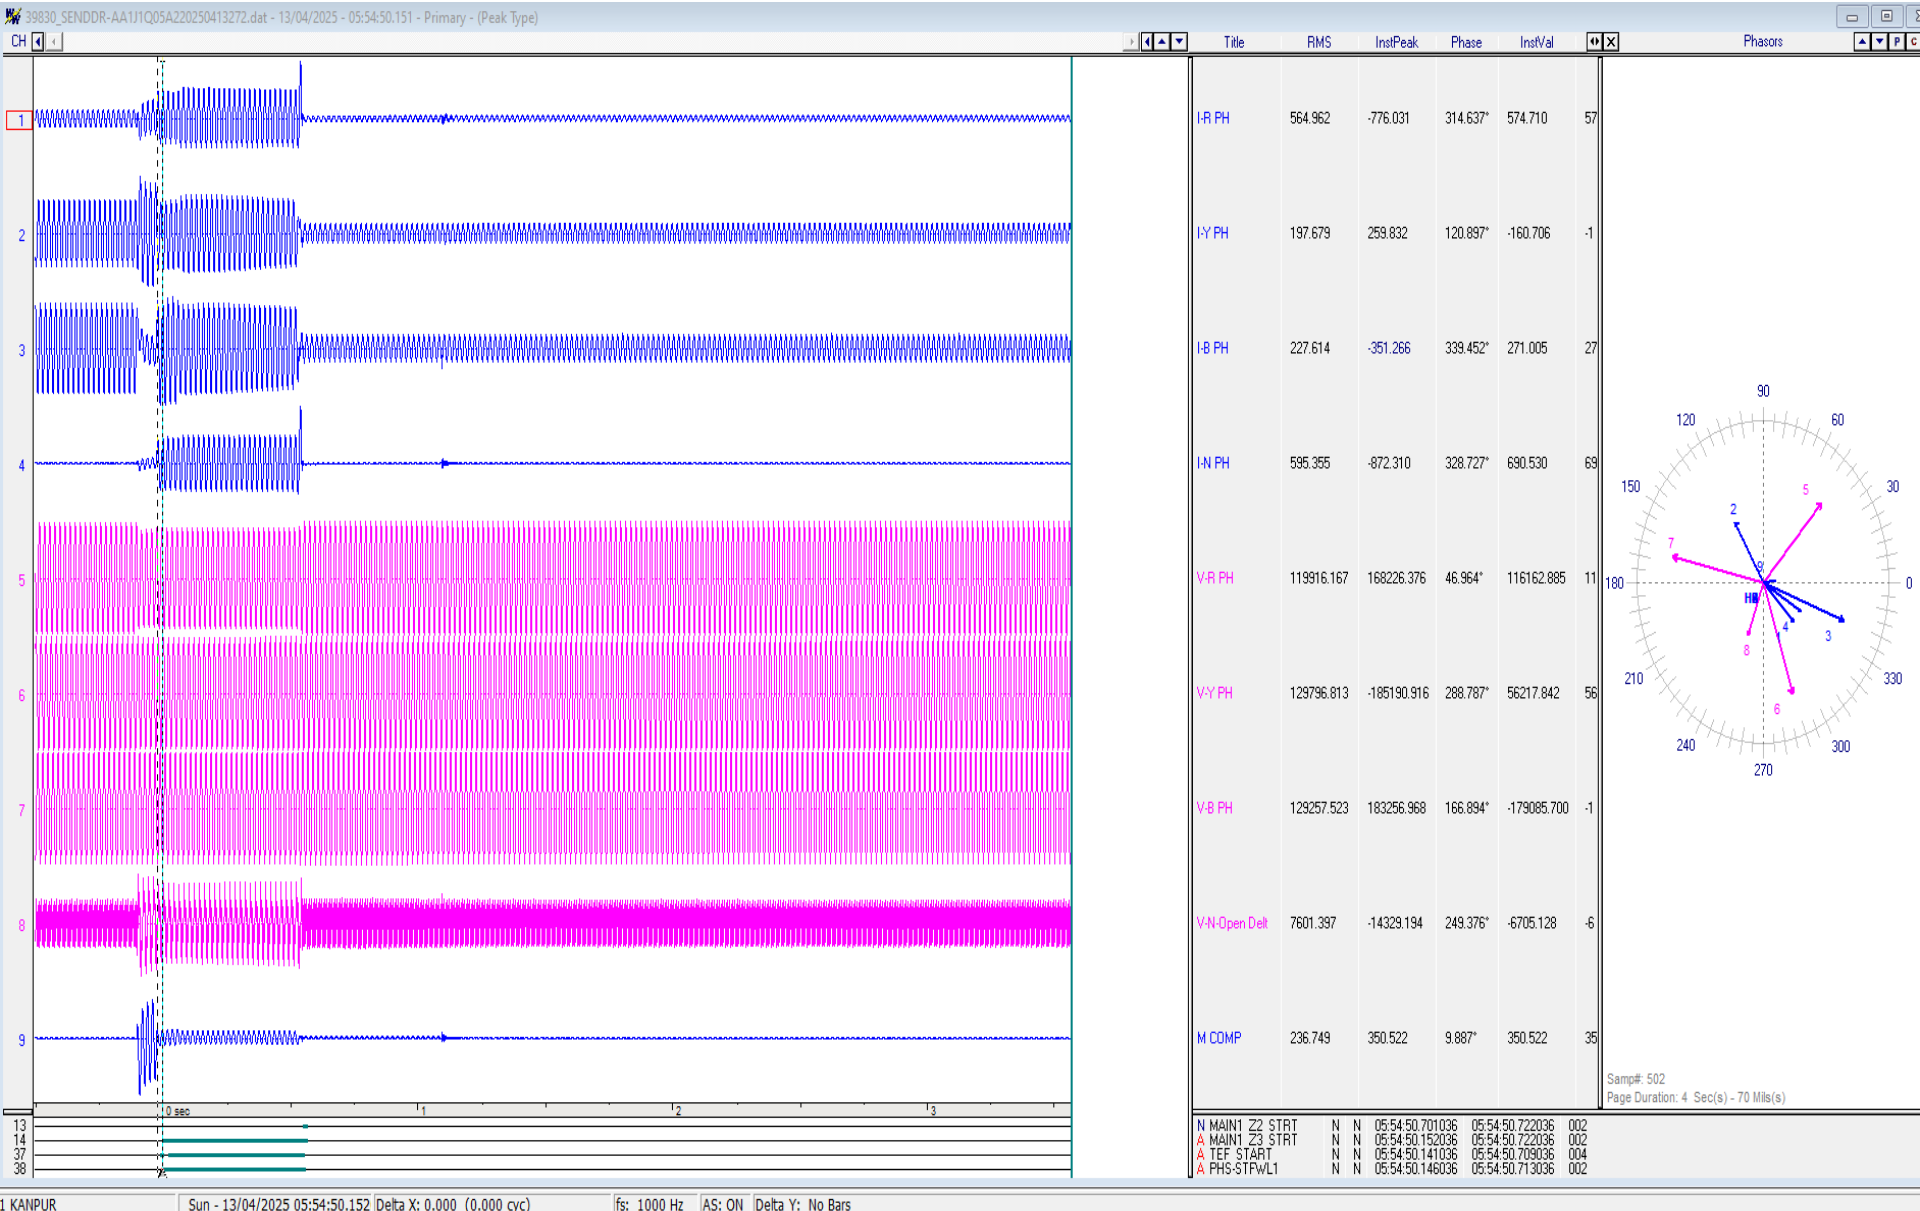 39830_SENDDR-AA1J1Q05A220250413272.dat - 13/04/2025 - 05:54:50.151 - Primary - (Peak Type)
CH Title RMS InstPeak Phase InstVal Phasors P C
1 I-R PH 564.962 -776.031 314.637° 574.710 57
2 I-Y PH 197.679 259.832 120.897° -160.706 -1
3 I-B PH 227.614 -351.266 339.452° 271.005 27
4 I-N PH 595.355 -872.310 328.727° 690.530 69
5 V-R PH 119916.167 168226.376 46.964° 116162.885 11
6 V-Y PH 129796.813 -185190.916 288.787° 56217.842 56
7 V-B PH 129257.523 183256.968 166.894° -179085.700 -1
8 V-N-Open Delt 7601.397 -14329.194 249.376° -6705.128 -6
9 M COMP 236.749 350.522 9.887° 350.522 35
90
120 60
150 30
180 0
210 330
240 300
270
5
2
7
9
4
3
8
6
Samp#: 502
Page Duration: 4 Sec(s) - 70 Mils(s)
0 sec 1 2 3
13 N MAIN1 Z2 STRT N N 05:54:50.701036 05:54:50.722036 002
14 A MAIN1 Z3 STRT N N 05:54:50.152036 05:54:50.722036 002
37 A TEF START N N 05:54:50.141036 05:54:50.709036 004
38 A PHS-STFWL1 N N 05:54:50.146036 05:54:50.713036 002
1 KANPUR Sun - 13/04/2025 05:54:50.152 Delta X: 0.000 (0.000 cyc) fs: 1000 Hz AS: ON Delta Y: No Bars